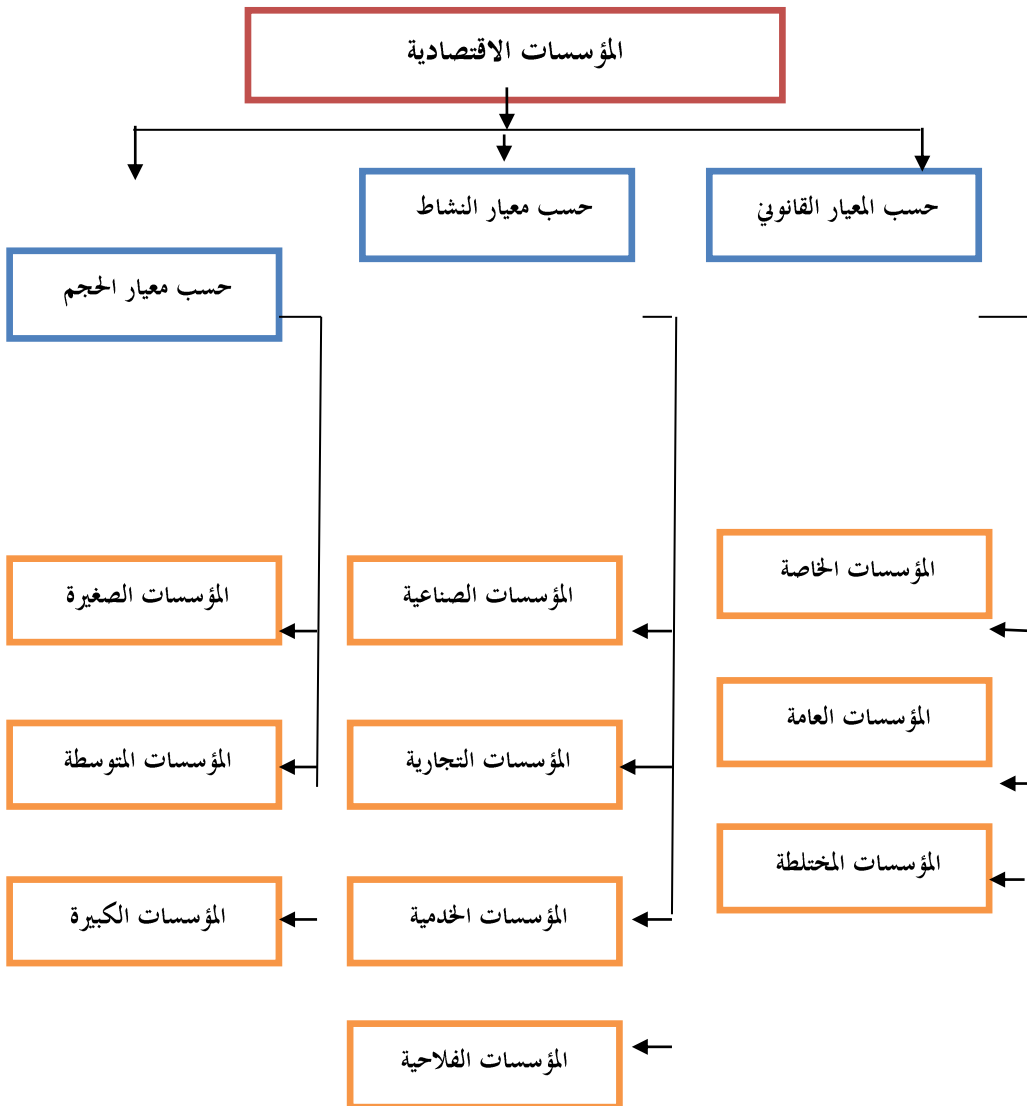 المؤسسات الاقتصادية
حسب المعيار القانوني
حسب معيار النشاط
حسب معيار الحجم
المؤسسات الخاصة
المؤسسات العامة
المؤسسات المختلطة
المؤسسات الصناعية
المؤسسات التجارية
المؤسسات الخدمية
المؤسسات الفلاحية
المؤسسات الصغيرة
المؤسسات المتوسطة
المؤسسات الكبيرة